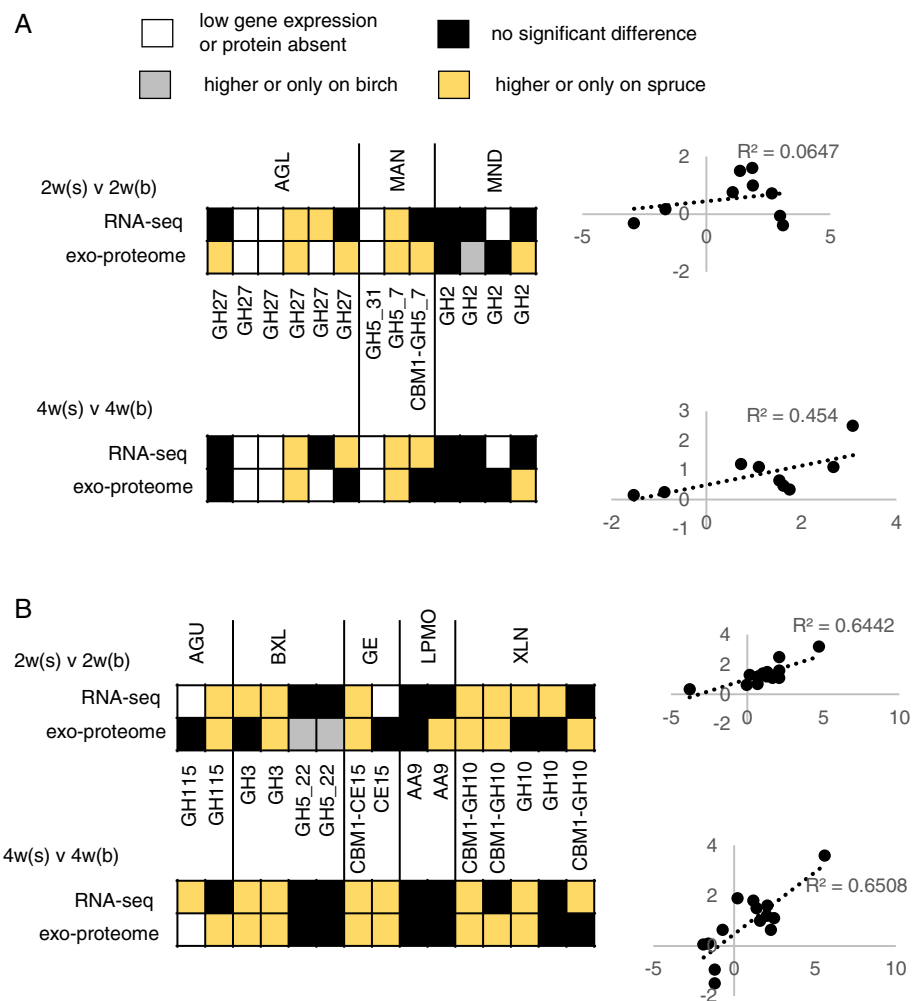 A
low gene expression
or protein absent
no significant difference
higher or only on birch
higher or only on spruce
AGL
MAN
MND
2w(s) v 2w(b)
RNA-seq
exo-proteome
GH27
GH27
GH27
GH27
GH27
GH27
GH5_31
GH5_7
CBM1-GH5_7
GH2
GH2
GH2
GH2
2
R² = 0.0647
-5
0
0
5
-2
4w(s) v 4w(b)
RNA-seq
exo-proteome
3
R² = 0.454
2
1
0
-2
-1
0
2
4
B
AGU
BXL
GE
LPMO
XLN
2w(s) v 2w(b)
RNA-seq
exo-proteome
GH115
GH115
GH3
GH3
GH5_22
GH5_22
CBM1-CE15
CE15
AA9
AA9
CBM1-GH10
CBM1-GH10
GH10
GH10
CBM1-GH10
R² = 0.6442
4
2
0
-5
0
5
10
-2
4w(s) v 4w(b)
RNA-seq
exo-proteome
4
R² = 0.6508
2
0
-5
0
5
10
-2